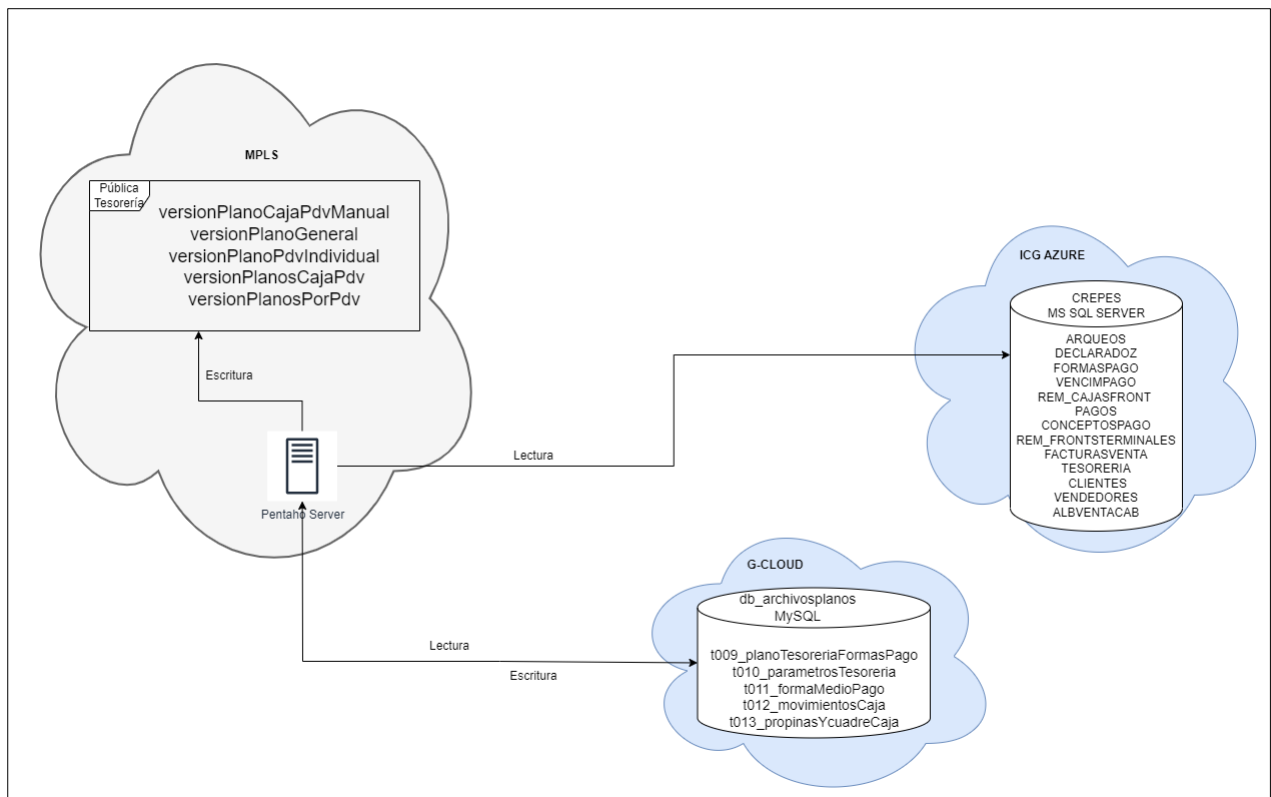 MPLS
Pública
Tesorería
versionPlanoCajaPdvManual
versionPlanoGeneral
versionPlanoPdvIndividual
versionPlanosCajaPdv
versionPlanosPorPdv
Escritura
Pentaho Server
Lectura
ICG AZURE
CREPES
MS SQL SERVER
ARQUEOS
DECLARADOZ
FORMASPAGO
VENCIMPAGO
REM_CAJASFRONT
PAGOS
CONCEPTOSPAGO
REM_FRONTSTERMINALES
FACTURASVENTA
TESORERIA
CLIENTES
VENDEDORES
ALBVENTACAB
G-CLOUD
db_archivosplanos
MySQL
t009_planoTesoreriaFormasPago
t010_parametrosTesoreria
t011_formaMedioPago
t012_movimientosCaja
t013_propinasYcuadreCaja
Lectura
Escritura